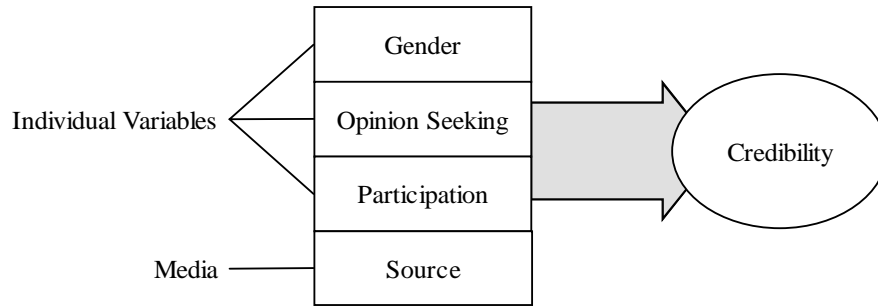 Gender
Individual Variables
Opinion Seeking
Participation
Credibility
Media
Source